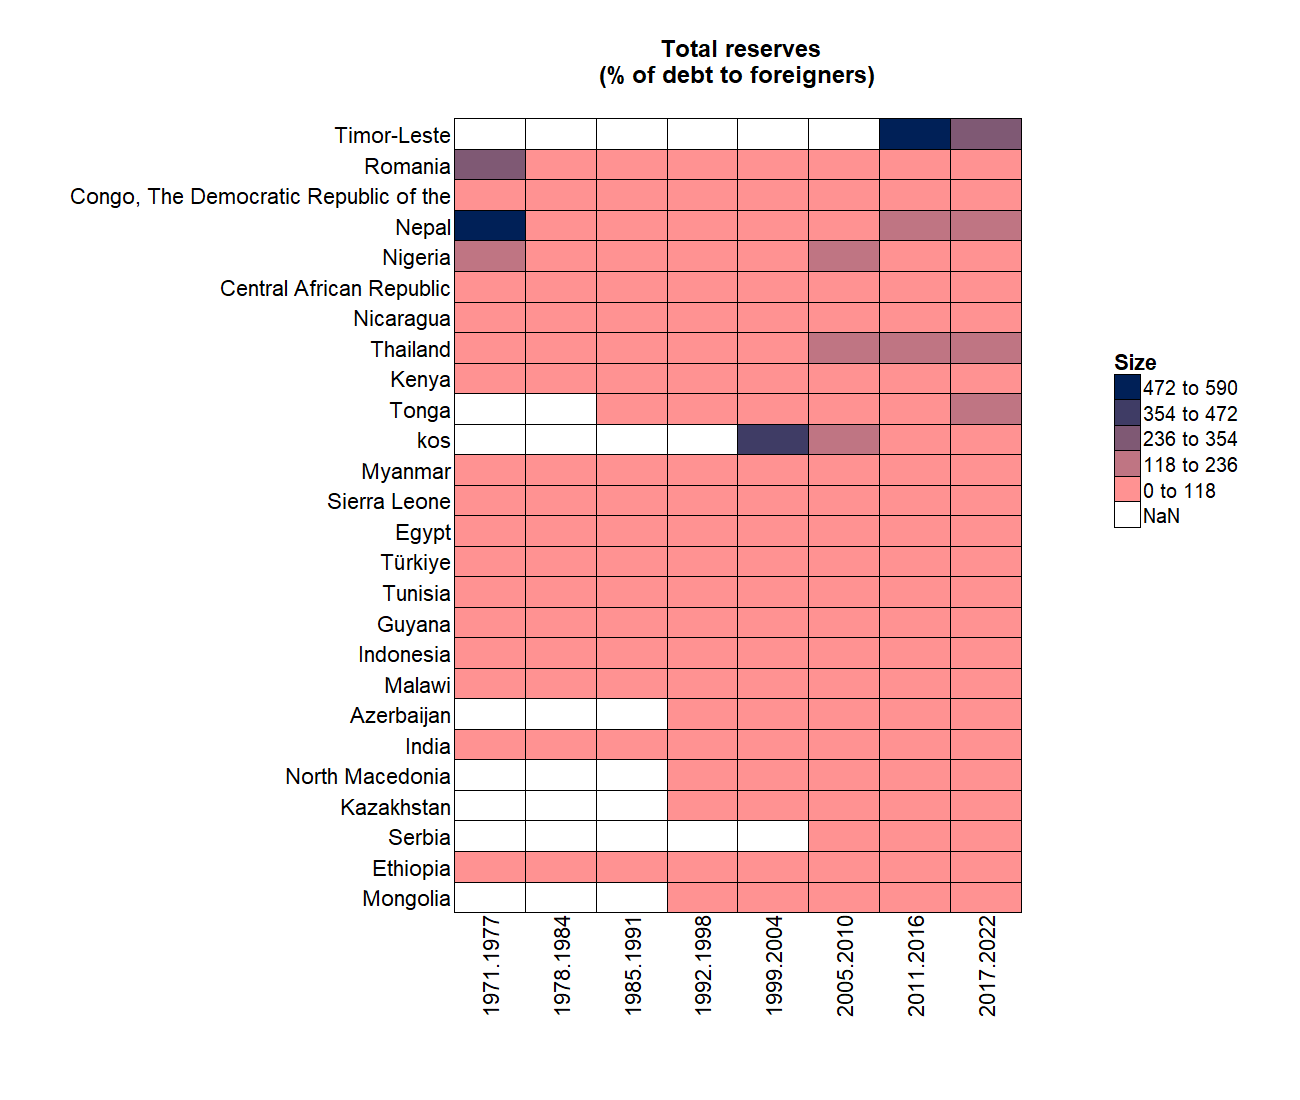 Total reserves
(% of debt to foreigners)
Timor-Leste
Romania
Congo, The Democratic Republic of the
Nepal
Nigeria
Central African Republic
Nicaragua
Thailand
Kenya
Tonga
kos
Myanmar
Sierra Leone
Egypt
Türkiye
Tunisia
Guyana
Indonesia
Malawi
Azerbaijan
India
North Macedonia
Kazakhstan
Serbia
Ethiopia
Mongolia
1971.1977
1978.1984
1985.1991
1992.1998
1999.2004
2005.2010
2011.2016
2017.2022
Size
472 to 590
354 to 472
236 to 354
118 to 236
0 to 118
NaN